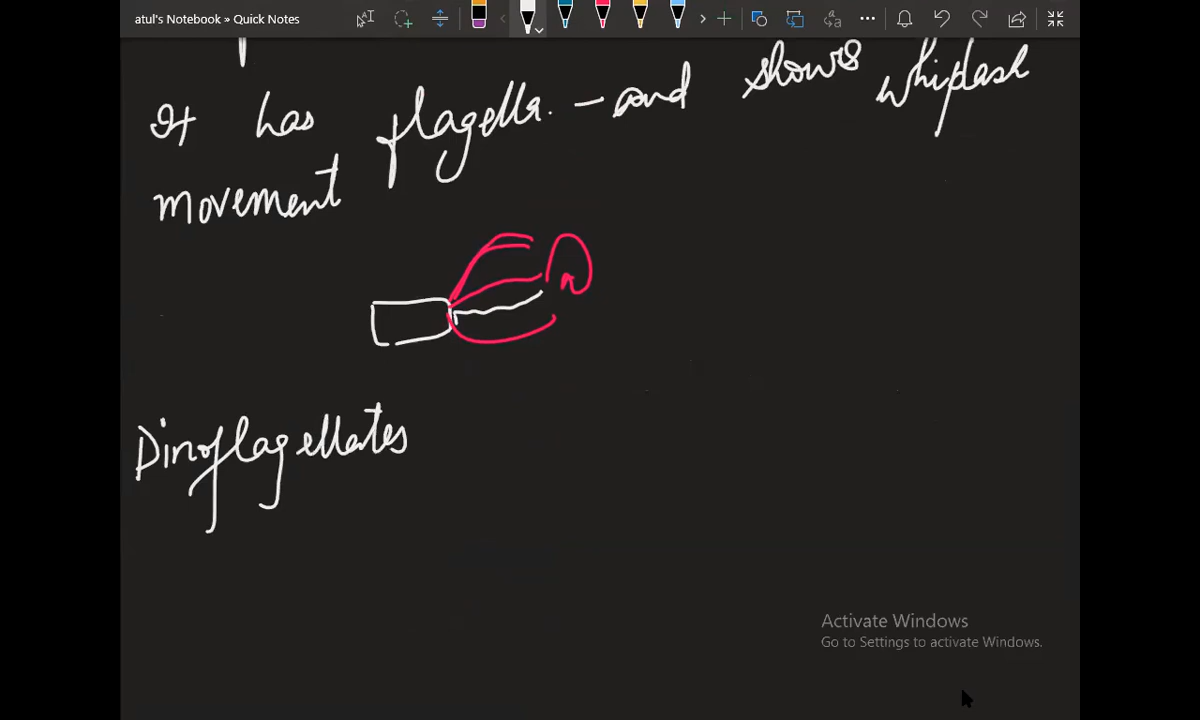 atul's Notebook » Quick Notes
It has flagella. - and shows whiplash
movement
Dinoflagellates
Activate Windows
Go to Settings to activate Windows.